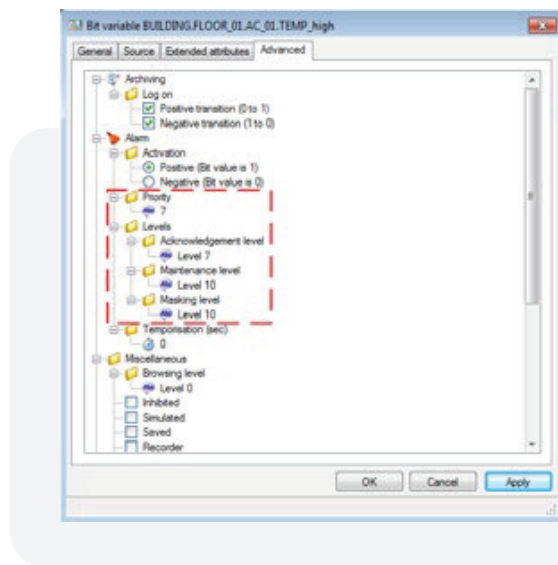 Bit variable BUILDING.FLOOR_01.AC_01.TEMP_high
General Source Extended attributes Advanced
Archiving
Log on
Positive transition (0 to 1)
Negative transition (1 to 0)
Alarm
Activation
Positive (Bit value is 1)
Negative (Bit value is 0)
Priority
7
Levels
Acknowledgement level
Level 7
Maintenance level
Level 10
Masking level
Level 10
Temporisation (sec)
0
Miscellaneous
Browsing level
Level 0
Inhibited
Simulated
Saved
Recorder
OK Cancel Apply